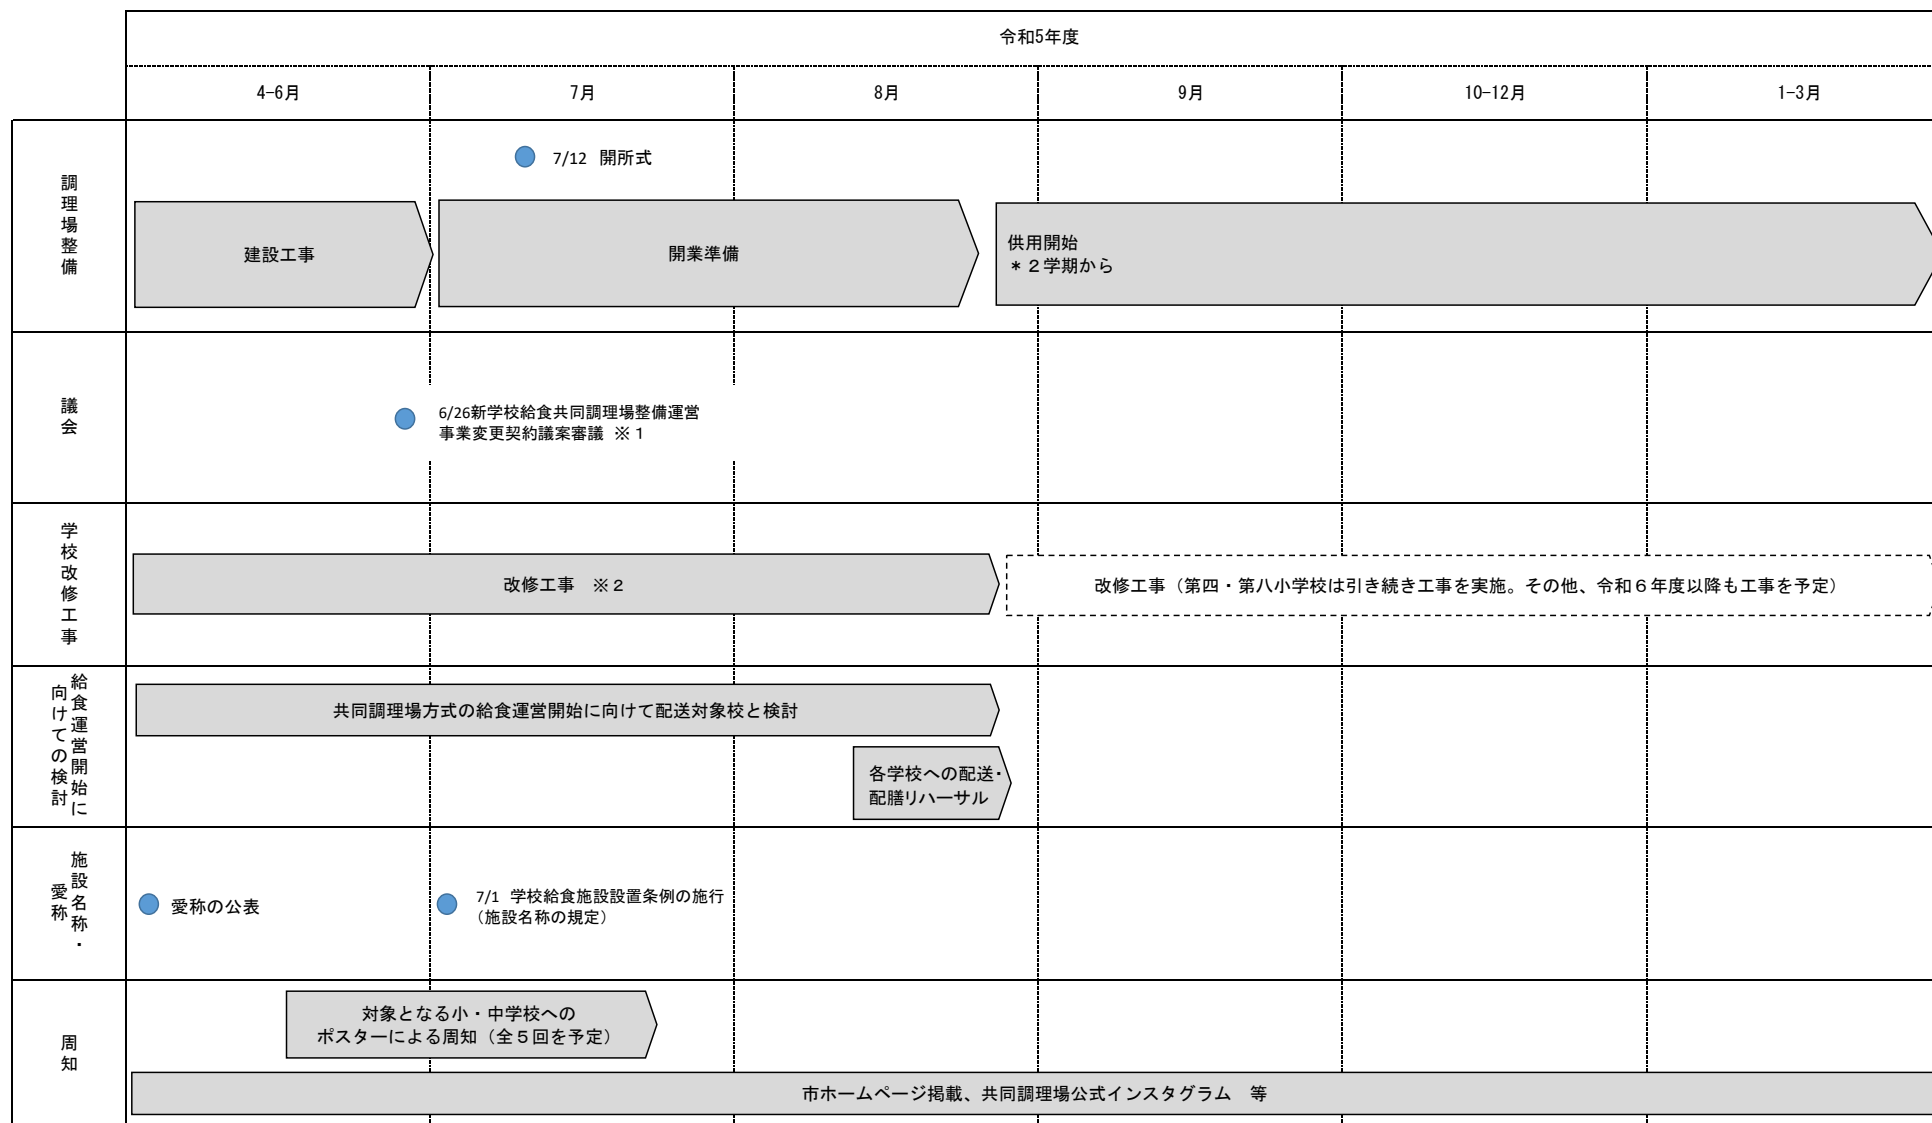 令和5年度
4-6月
7月
8月
9月
10-12月
1-3月
調理場整備
7/12 開所式
建設工事
開業準備
供用開始
＊２学期から
議会
6/26新学校給食共同調理場整備運営
事業変更契約議案審議 ※１
学校改修工事
改修工事　※２
改修工事（第四・第八小学校は引き続き工事を実施。その他、令和６年度以降も工事を予定）
給食運営開始に
向けての検討
共同調理場方式の給食運営開始に向けて配送対象校と検討
各学校への配送・
配膳リハーサル
施設名称・
愛称
愛称の公表
7/1 学校給食施設設置条例の施行
（施設名称の規定）
周知
対象となる小・中学校への
ポスターによる周知（全５回を予定）
市ホームページ掲載、共同調理場公式インスタグラム　等